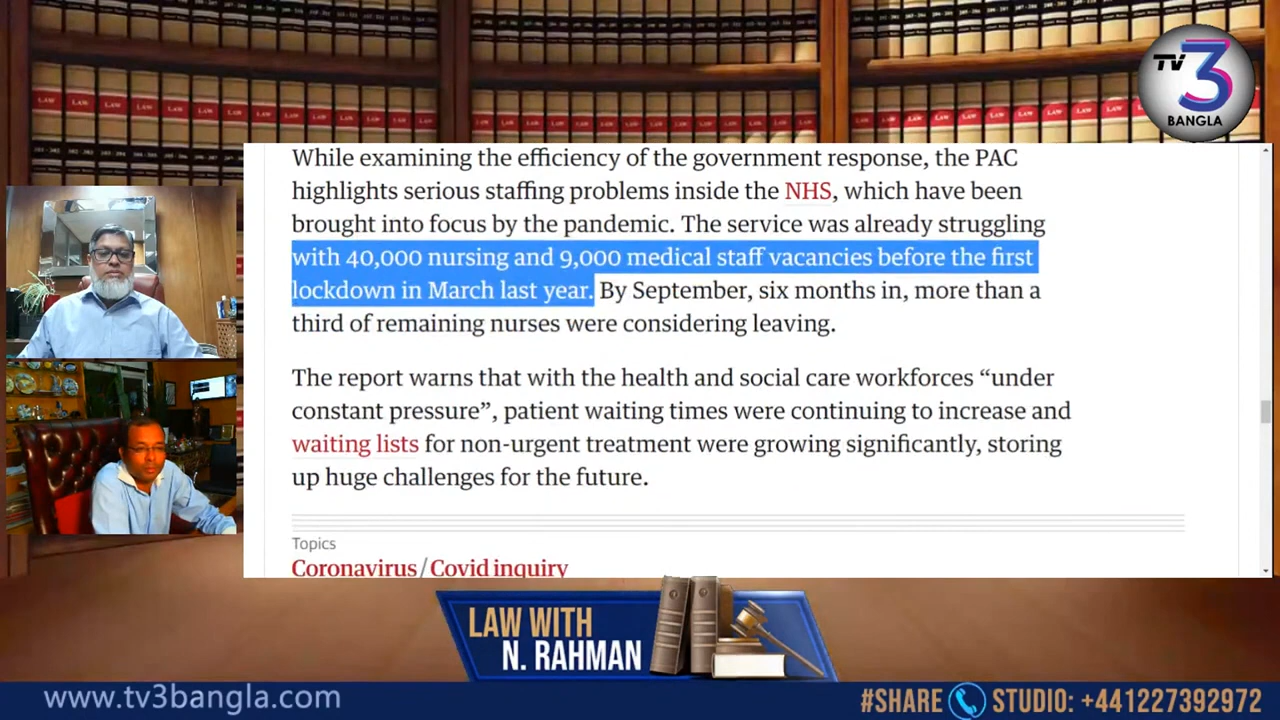 TV3
BANGLA
While examining the efficiency of the government response, the PAC
highlights serious staffing problems inside the NHS, which have been
brought into focus by the pandemic. The service was already struggling
with 40,000 nursing and 9,000 medical staff vacancies before the first
lockdown in March last year. By September, six months in, more than a
third of remaining nurses were considering leaving.
The report warns that with the health and social care workforces “under
constant pressure”, patient waiting times were continuing to increase and
waiting lists for non-urgent treatment were growing significantly, storing
up huge challenges for the future.
Topics
Coronavirus/Covid inquiry
LAW WITH
N. RAHMAN
www.tv3bangla.com
#SHARE STUDIO: +441227392972